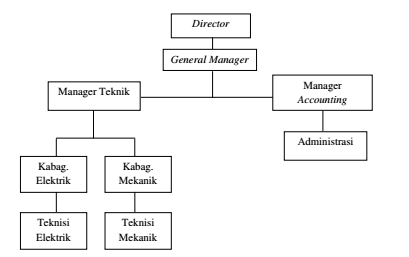 Director
General Manager
Manager Teknik
Manager
Accounting
Administrasi
Kabag.
Elektrik
Kabag.
Mekanik
Teknisi
Elektrik
Teknisi
Mekanik